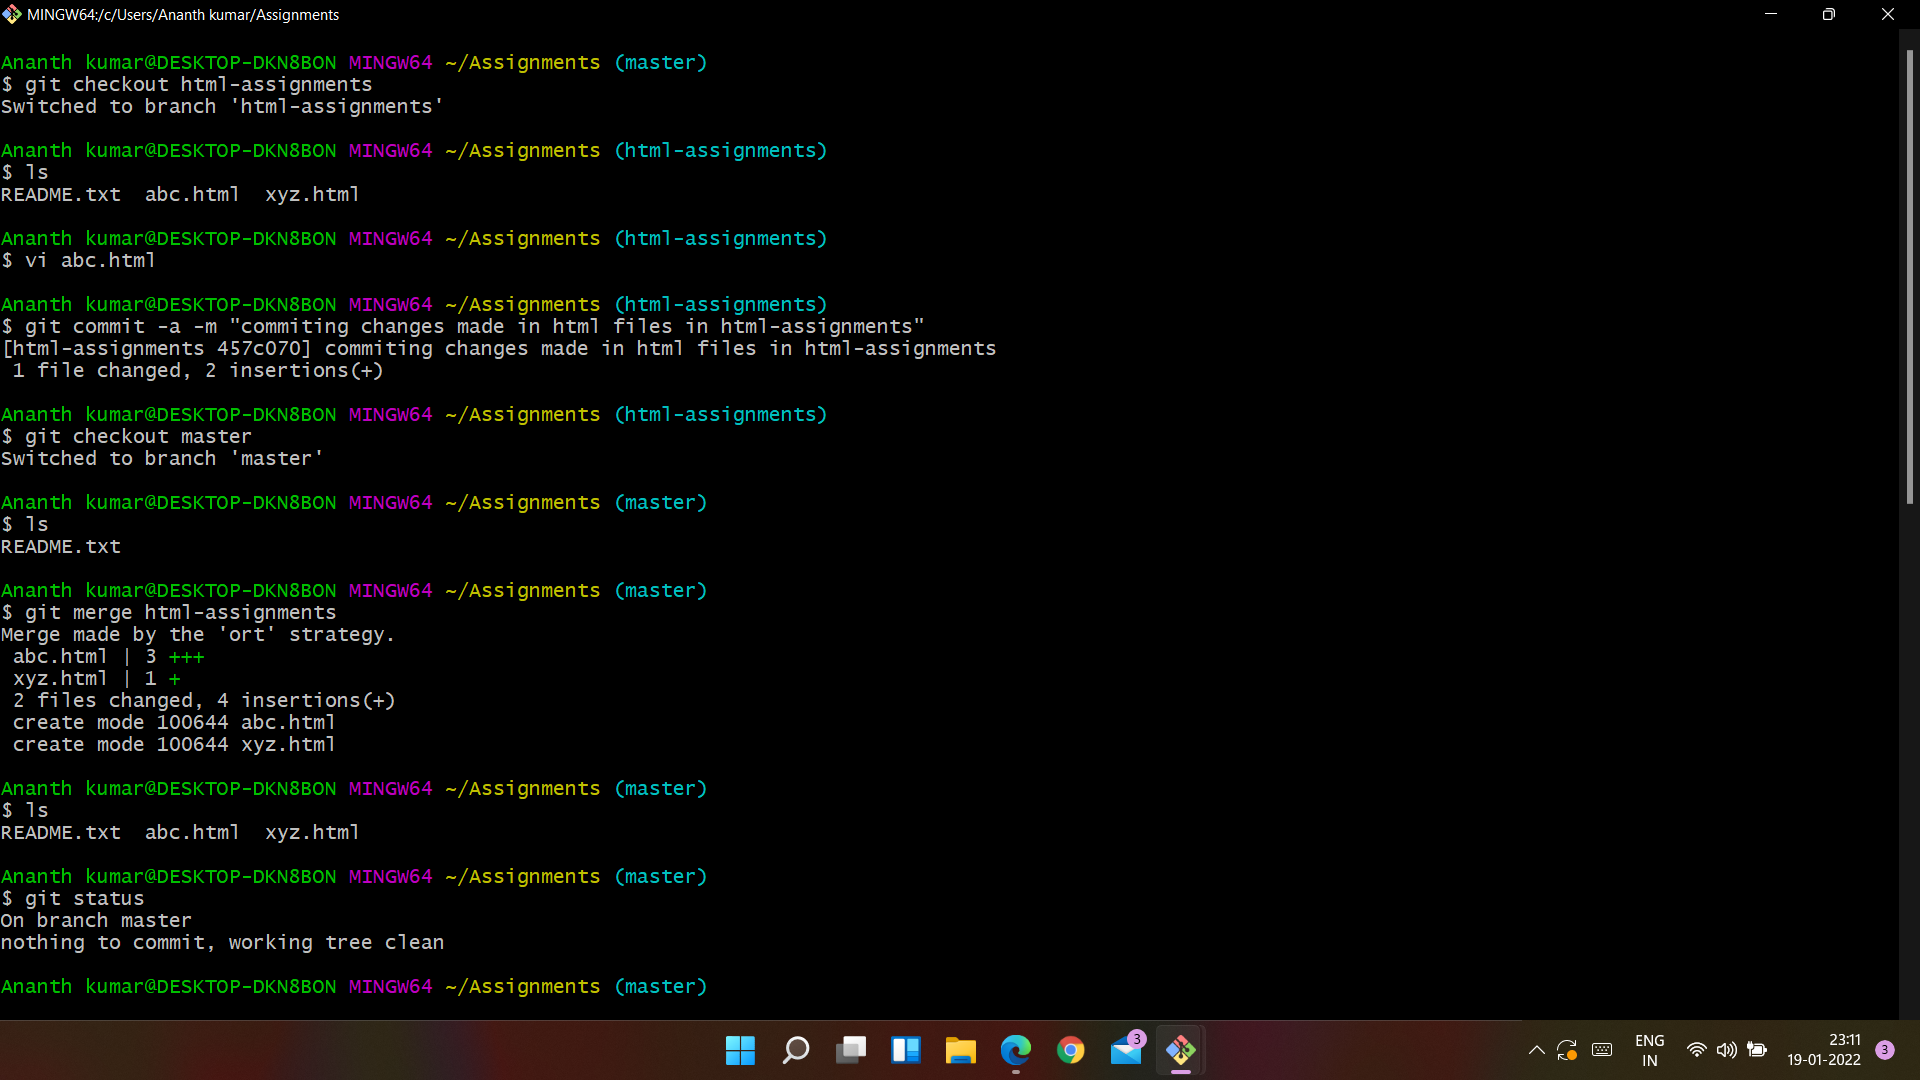 MINGW64:/c/Users/Ananth kumar/Assignments
Ananth kumar@DESKTOP-DKN8BON MINGW64 ~/Assignments (master)
$ git checkout html-assignments
Switched to branch 'html-assignments'
Ananth kumar@DESKTOP-DKN8BON MINGW64 ~/Assignments (html-assignments)
$ ls
README.txt  abc.html  xyz.html
Ananth kumar@DESKTOP-DKN8BON MINGW64 ~/Assignments (html-assignments)
$ vi abc.html
Ananth kumar@DESKTOP-DKN8BON MINGW64 ~/Assignments (html-assignments)
$ git commit -a -m "commiting changes made in html files in html-assignments"
[html-assignments 457c070] commiting changes made in html files in html-assignments
 1 file changed, 2 insertions(+)
Ananth kumar@DESKTOP-DKN8BON MINGW64 ~/Assignments (html-assignments)
$ git checkout master
Switched to branch 'master'
Ananth kumar@DESKTOP-DKN8BON MINGW64 ~/Assignments (master)
$ ls
README.txt
Ananth kumar@DESKTOP-DKN8BON MINGW64 ~/Assignments (master)
$ git merge html-assignments
Merge made by the 'ort' strategy.
 abc.html | 3 +++
 xyz.html | 1 +
 2 files changed, 4 insertions(+)
 create mode 100644 abc.html
 create mode 100644 xyz.html
Ananth kumar@DESKTOP-DKN8BON MINGW64 ~/Assignments (master)
$ ls
README.txt  abc.html  xyz.html
Ananth kumar@DESKTOP-DKN8BON MINGW64 ~/Assignments (master)
$ git status
On branch master
nothing to commit, working tree clean
Ananth kumar@DESKTOP-DKN8BON MINGW64 ~/Assignments (master)
3
ENG
IN
23:11
19-01-2022
3